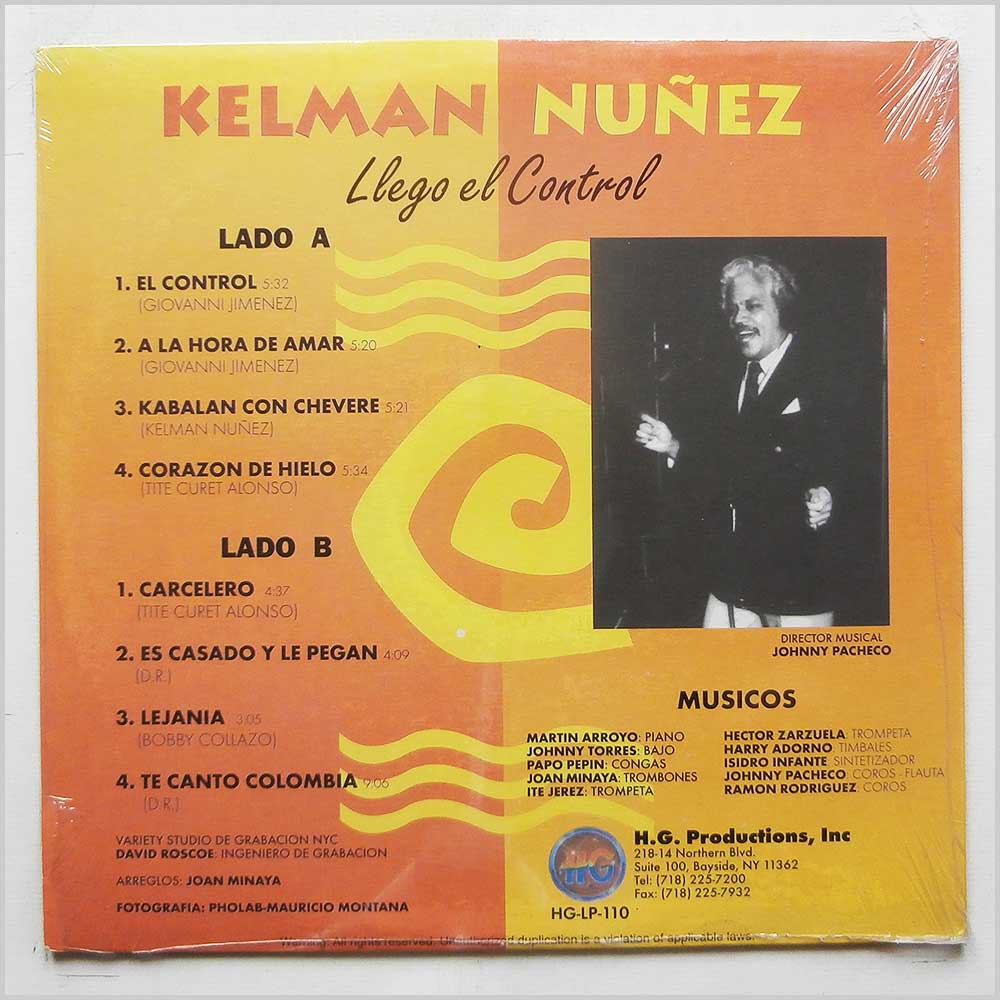 KELMAN NUÑEZ
Llego el Control
LADO A
1. EL CONTROL 5:32
(GIOVANNI JIMENEZ)
2. A LA HORA DE AMAR 5:20
(GIOVANNI JIMENEZ)
3. KABALAN CON CHEVERE 5:21
(KELMAN NUÑEZ)
4. CORAZON DE HIELO 5:34
(TITE CURET ALONSO)
LADO B
1. CARCELERO 4:37
(TITE CURET ALONSO)
2. ES CASADO Y LE PEGAN 4:09
(D.R.)
3. LEJANIA 3:05
(BOBBY COLLAZO)
4. TE CANTO COLOMBIA 9:06
(D.R.)
VARIETY STUDIO DE GRABACION NYC
DAVID ROSCOE: INGENIERO DE GRABACION
ARREGLOS: JOAN MINAYA
FOTOGRAFIA: PHOLAB-MAURICIO MONTANA
DIRECTOR MUSICAL
JOHNNY PACHECO
MUSICOS
MARTIN ARROYO: PIANO
JOHNNY TORRES: BAJO
PAPO PEPIN: CONGAS
JOAN MINAYA: TROMBONES
ITE JEREZ: TROMPETA
HECTOR ZARZUELA: TROMPETA
HARRY ADORNO: TIMBALES
ISIDRO INFANTE: SINTETIZADOR
JOHNNY PACHECO: COROS - FLAUTA
RAMON RODRIGUEZ: COROS
HG
HG-LP-110
H.G. Productions, Inc
218-14 Northern Blvd.
Suite 100, Bayside, NY 11362
Tel: (718) 225-7200
Fax: (718) 225-7932
Warning: All rights reserved. Unauthorized duplication is a violation of applicable laws.